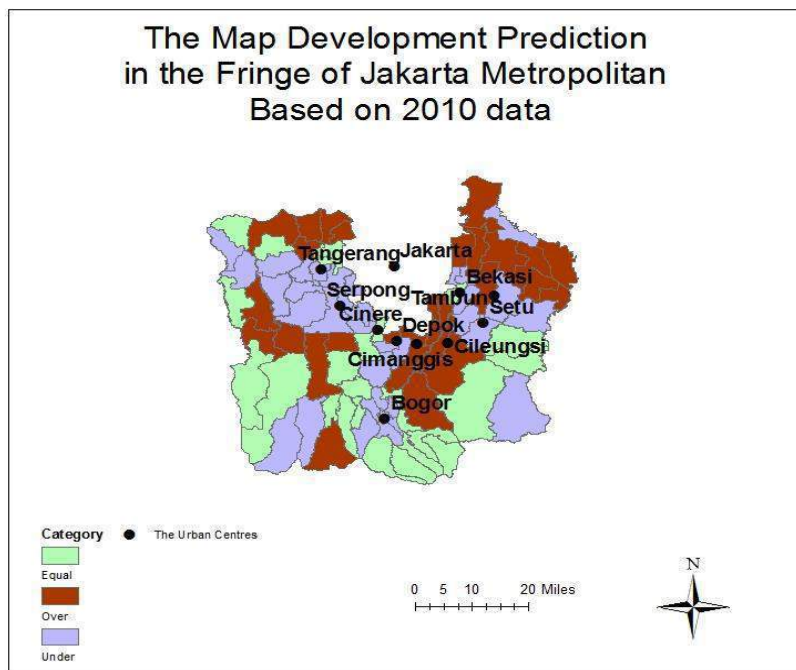 The Map Development Prediction
in the Fringe of Jakarta Metropolitan
Based on 2010 data
Tangerang
Jakarta
Bekasi
Serpong
Tambun
Setu
Cinere
Depok
Cimanggis
Cileungsi
Bogor
Category
The Urban Centres
Equal
Over
Under
0 5 10 20 Miles
N